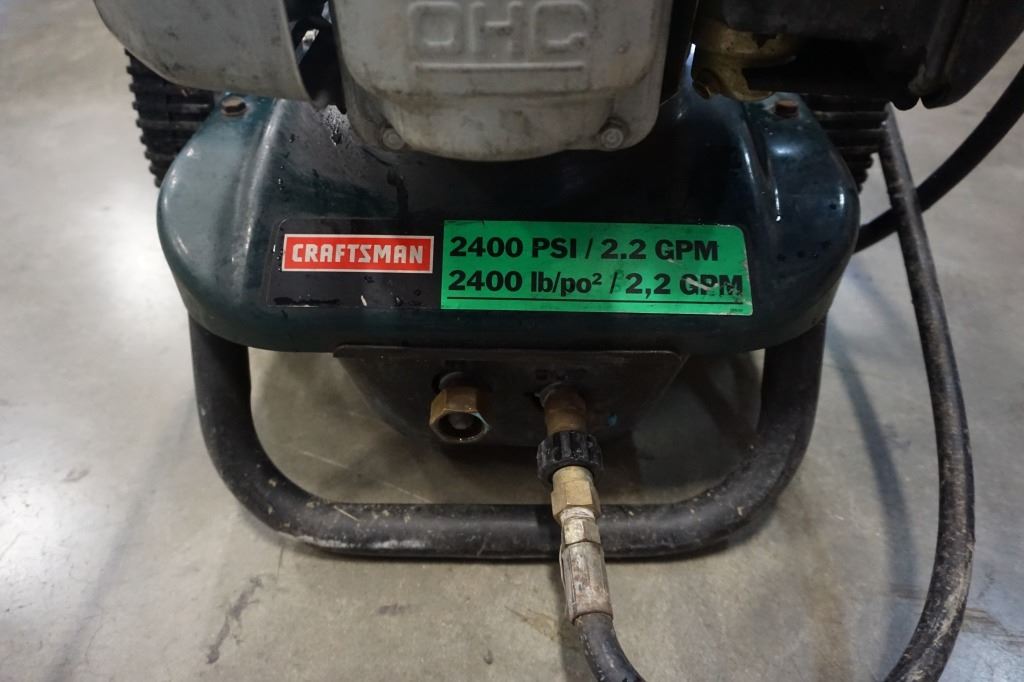 OHC
CRAFTSMAN
2400 PSI / 2.2 GPM
2400 lb/po² / 2,2 GPM